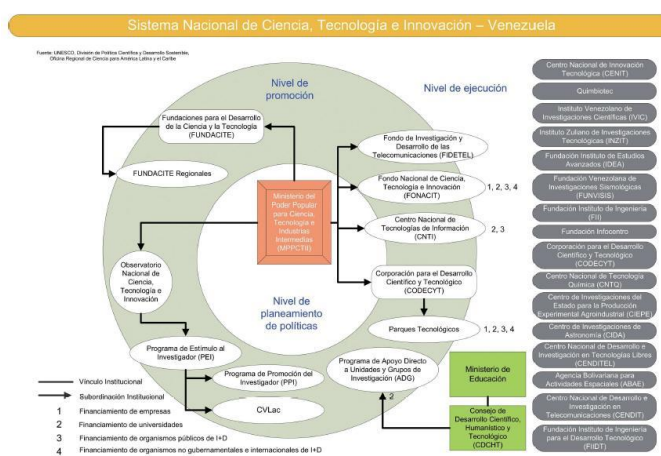 Sistema Nacional de Ciencia, Tecnología e Innovación – Venezuela
Fuente: UNESCO, División de Política Científica y Desarrollo Sostenible,
Oficina Regional de Ciencia para América Latina y el Caribe
Nivel de
promoción
Nivel de ejecución
Fundaciones para el Desarrollo
de la Ciencia y la Tecnología
(FUNDACITE)
FUNDACITE Regionales
Ministerio del
Poder Popular
para Ciencia,
Tecnología e
Industrias
Intermedias
(MPPCTII)
Fondo de Investigación y
Desarrollo de las
Telecomunicaciones (FIDETEL)
Fondo Nacional de Ciencia,
Tecnología e Innovación
(FONACIT)
1, 2, 3, 4
Centro Nacional de
Tecnologías de Información
(CNTI)
2, 3
Observatorio
Nacional de
Ciencia,
Tecnología e
Innovación
Corporación para el Desarrollo
Científico y Tecnológico
(CODECYT)
Nivel de
planeamiento
de políticas
Parques Tecnológicos
1, 2, 3, 4
Programa de Estímulo al
Investigador (PEI)
Programa de Promoción del
Investigador (PPI)
CVLac
Programa de Apoyo Directo
a Unidades y Grupos de
Investigación (ADG)
2
Ministerio de
Educación
Consejo de
Desarrollo Científico,
Humanístico y
Tecnológico
(CDCHT)
Vínculo Institucional
Subordinación Institucional
1 Financiamiento de empresas
2 Financiamiento de universidades
3 Financiamiento de organismos públicos de I+D
4 Financiamiento de organismos no gubernamentales e internacionales de I+D
Centro Nacional de Innovación
Tecnológica (CENIT)
Quimbiotec
Instituto Venezolano de
Investigaciones Científicas (IVIC)
Instituto Zuliano de Investigaciones
Tecnológicas (INZIT)
Fundación Instituto de Estudios
Avanzados (IDEA)
Fundación Venezolana de
Investigaciones Sismológicas
(FUNVISIS)
Fundación Instituto de Ingeniería
(FII)
Fundación Infocentro
Corporación para el Desarrollo
Científico y Tecnológico
(CODECYT)
Centro Nacional de Tecnología
Química (CNTQ)
Centro de Investigaciones del
Estado para la Producción
Experimental Agroindustrial (CIEPE)
Centro de Investigaciones de
Astronomía (CIDA)
Centro Nacional de Desarrollo e
Investigación en Tecnologías Libres
(CENDITEL)
Agencia Bolivariana para
Actividades Espaciales (ABAE)
Centro Nacional de Desarrollo e
Investigación en
Telecomunicaciones (CENDIT)
Fundación Instituto de Ingeniería
para el Desarrollo Tecnológico
(FIIDT)